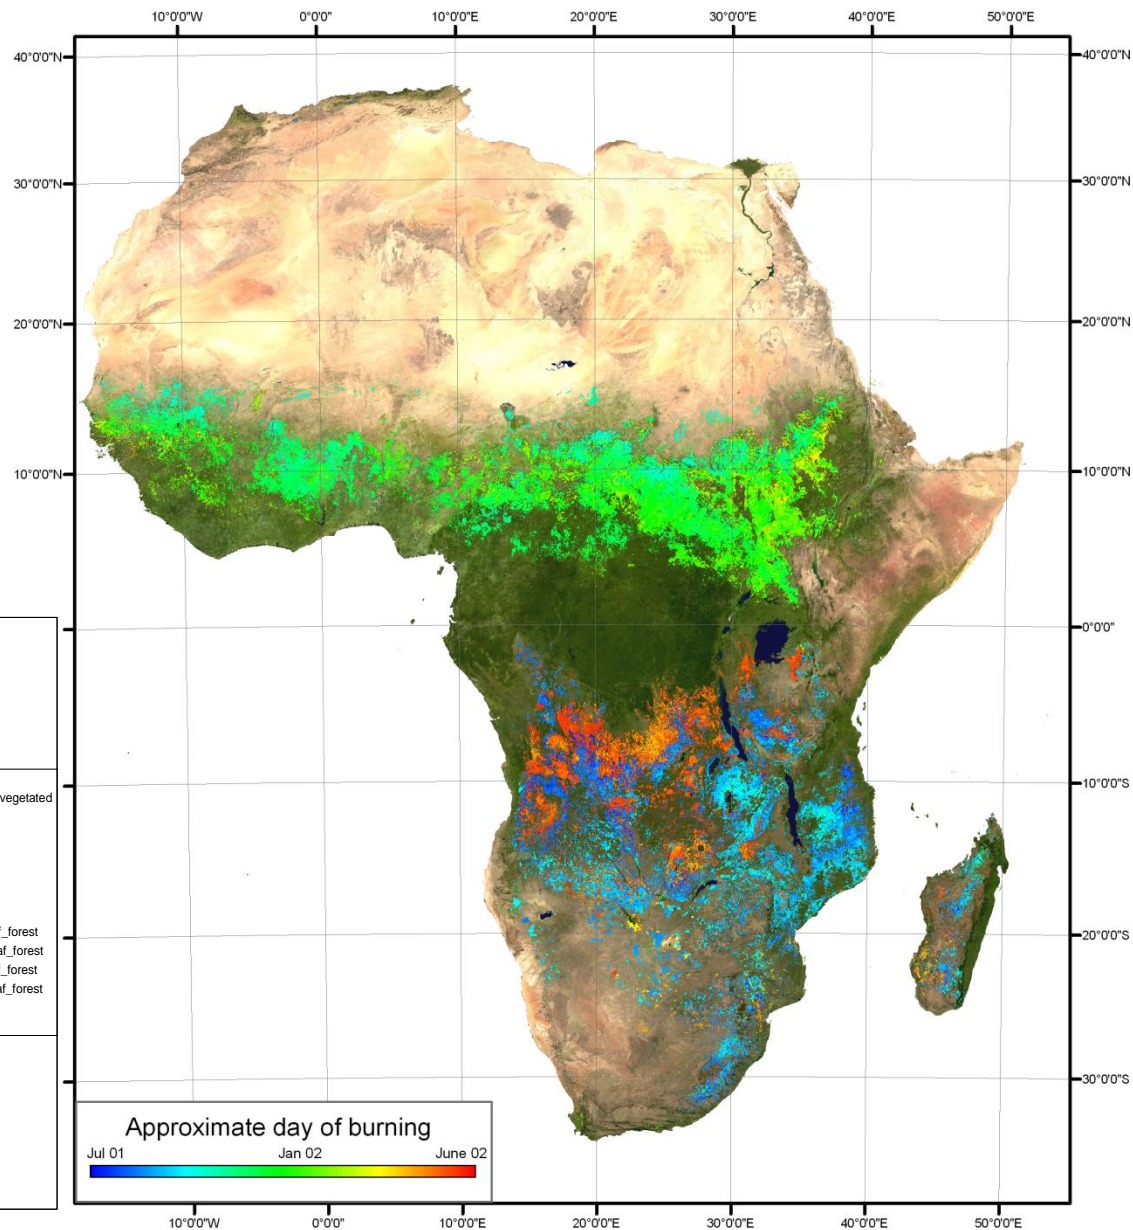 10°0'0"W 0°0'0" 10°0'0"E 20°0'0"E 30°0'0"E 40°0'0"E 50°0'0"E
40°0'0"N 40°0'0"N
30°0'0"N 30°0'0"N
20°0'0"N 20°0'0"N
10°0'0"N 10°0'0"N
0°0'0"
vegetated
10°0'0"S
f_forest
20°0'0"S
af_forest
f_forest
af_forest
30°0'0"S
Approximate day of burning
Jul 01 Jan 02 June 02
10°0'0"W 0°0'0" 10°0'0"E 20°0'0"E 30°0'0"E 40°0'0"E 50°0'0"E